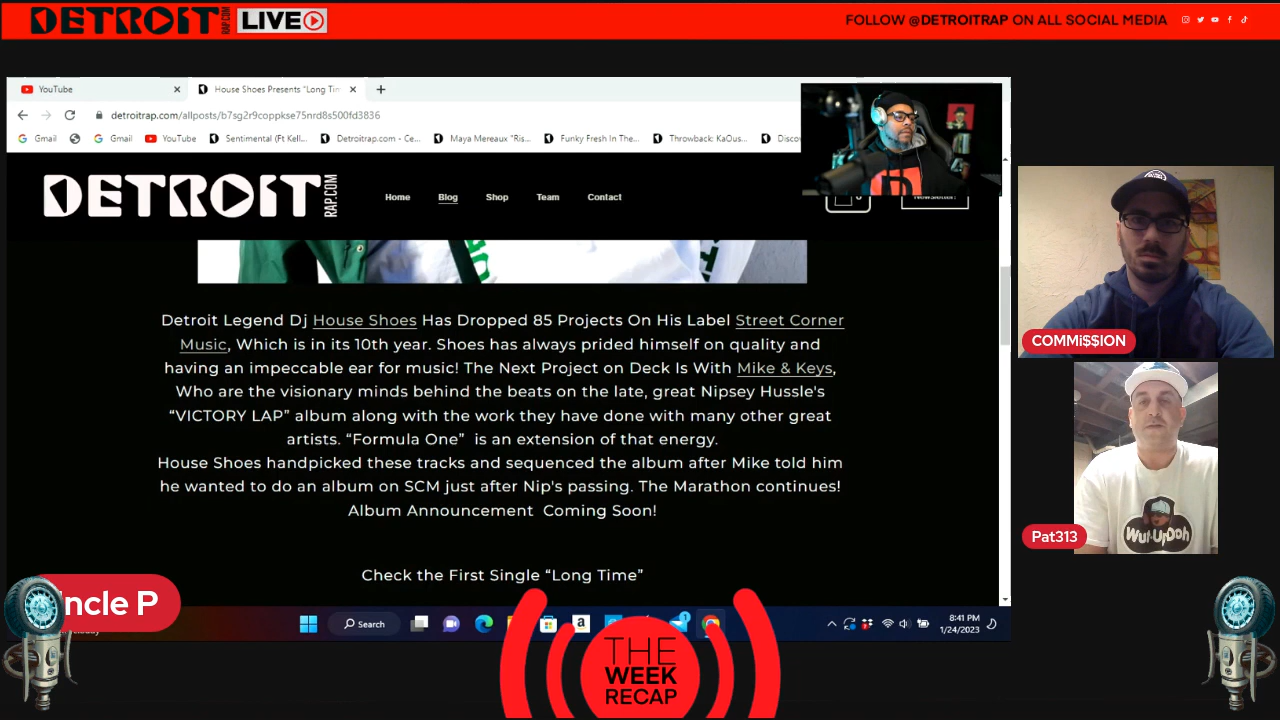 DETROIT RAP.COM LIVE
FOLLOW @DETROITRAP ON ALL SOCIAL MEDIA
YouTube
House Shoes Presents "Long Tim
detroitrap.com/allposts/b7sg2r9coppkse75nrd8s500fd3836
Gmail
Gmail
YouTube
Sentimental (Ft Kell...
Detroitrap.com - Ce...
Maya Mereaux "Ris...
Funky Fresh In The...
Throwback: KaOus...
Disco
DETROIT RAP.COM
Home Blog Shop Team Contact
Detroit Legend Dj House Shoes Has Dropped 85 Projects On His Label Street Corner
Music, Which is in its 10th year. Shoes has always prided himself on quality and
having an impeccable ear for music! The Next Project on Deck Is With Mike & Keys,
Who are the visionary minds behind the beats on the late, great Nipsey Hussle's
“VICTORY LAP” album along with the work they have done with many other great
artists. “Formula One”  is an extension of that energy.
House Shoes handpicked these tracks and sequenced the album after Mike told him
he wanted to do an album on SCM just after Nip's passing. The Marathon continues!
Album Announcement  Coming Soon!
Check the First Single “Long Time”
COMMi$$ION
Pat313
WutUpDoh
ncle P
Search
8:41 PM
1/24/2023
THE
WEEK
RECAP